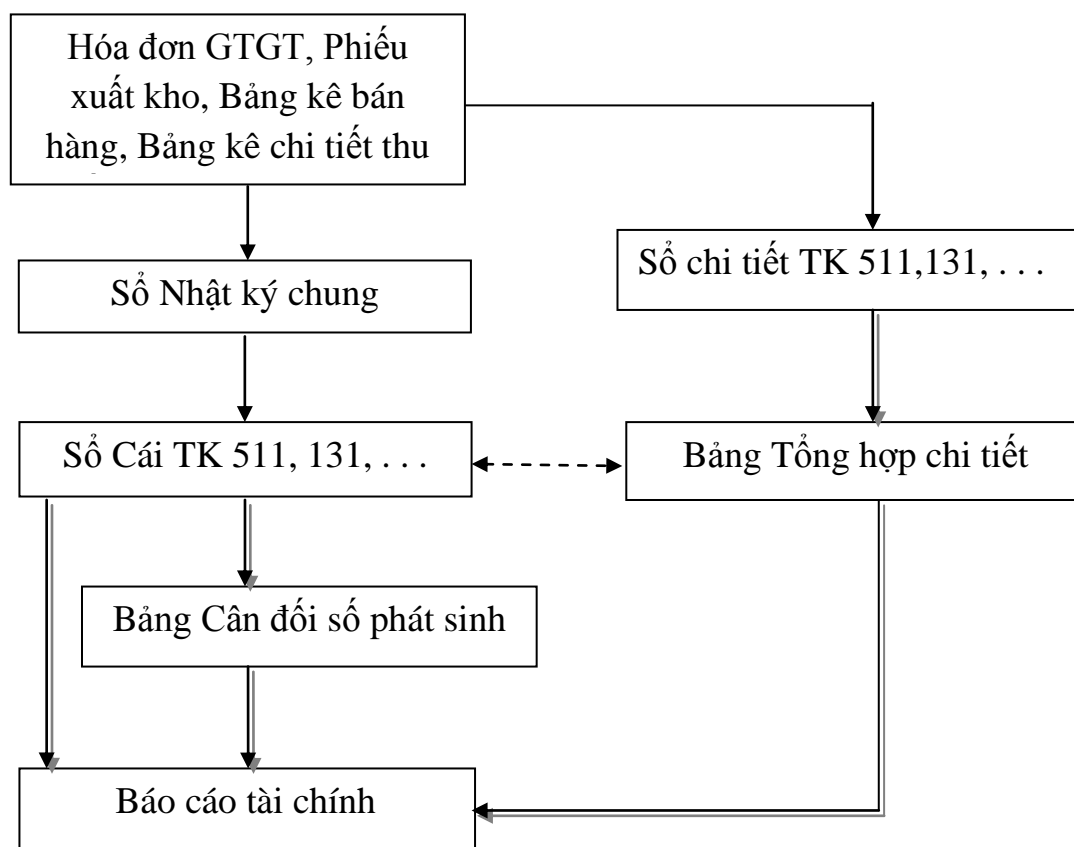 Hóa đơn GTGT, Phiếu
xuất kho, Bảng kê bán
hàng, Bảng kê chi tiết thu
Sổ chi tiết TK 511,131, . . .
Sổ Nhật ký chung
Sổ Cái TK 511, 131, . . .
Bảng Tổng hợp chi tiết
Bảng Cân đối số phát sinh
Báo cáo tài chính